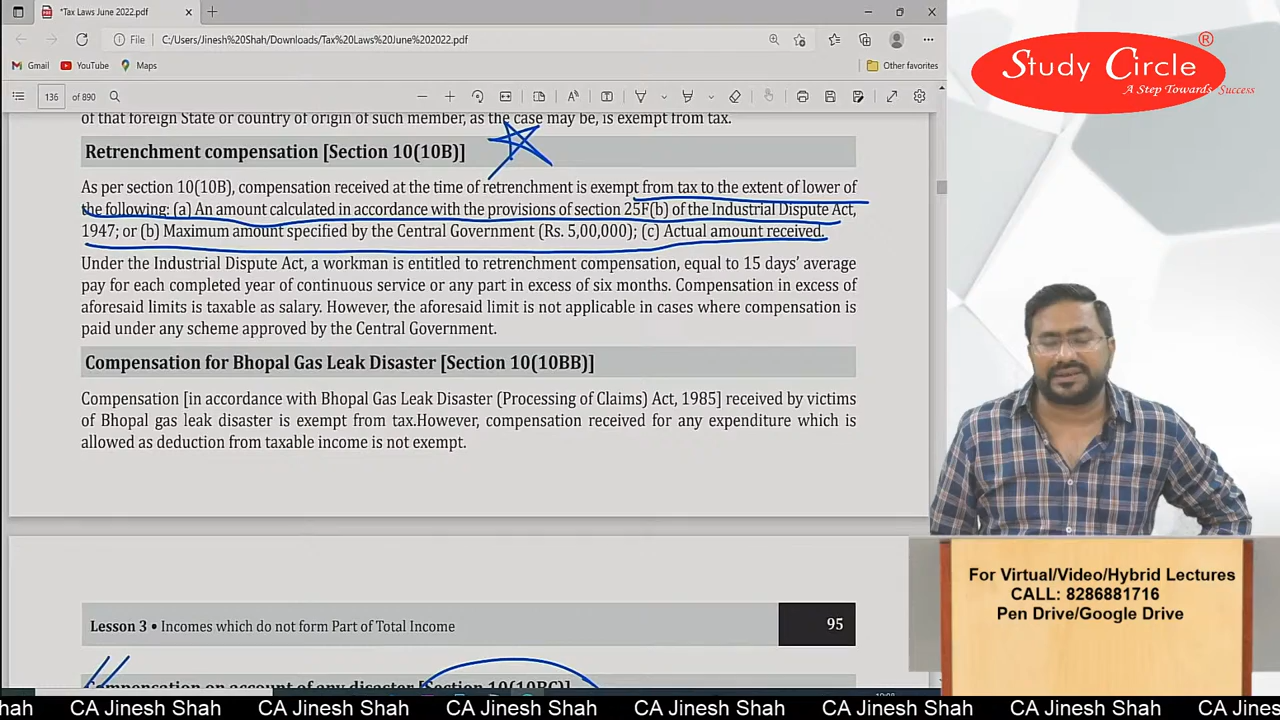 *Tax Laws June 2022.pdf
File
C:/Users/Jinesh%20Shah/Downloads/Tax%20Laws%20June%202022.pdf
Gmail
YouTube
Maps
Other favorites
136 of 890
of that foreign State or country of origin of such member, as the case may be, is exempt from tax.
Retrenchment compensation [Section 10(10B)]
As per section 10(10B), compensation received at the time of retrenchment is exempt from tax to the extent of lower of
the following: (a) An amount calculated in accordance with the provisions of section 25F(b) of the Industrial Dispute Act,
1947; or (b) Maximum amount specified by the Central Government (Rs. 5,00,000); (c) Actual amount received.
Under the Industrial Dispute Act, a workman is entitled to retrenchment compensation, equal to 15 days' average
pay for each completed year of continuous service or any part in excess of six months. Compensation in excess of
aforesaid limits is taxable as salary. However, the aforesaid limit is not applicable in cases where compensation is
paid under any scheme approved by the Central Government.
Compensation for Bhopal Gas Leak Disaster [Section 10(10BB)]
Compensation [in accordance with Bhopal Gas Leak Disaster (Processing of Claims) Act, 1985] received by victims
of Bhopal gas leak disaster is exempt from tax.However, compensation received for any expenditure which is
allowed as deduction from taxable income is not exempt.
Lesson 3 • Incomes which do not form Part of Total Income
95
Compensation on account of any disaster [Section 10(10BC)]
Study Circle ®
A Step Towards Success
For Virtual/Video/Hybrid Lectures
CALL: 8286881716
Pen Drive/Google Drive
hah CA Jinesh Shah CA Jinesh Shah CA Jinesh Shah CA Jinesh Shah CA Jinesh Shah CA Jinesh Shah CA Jines